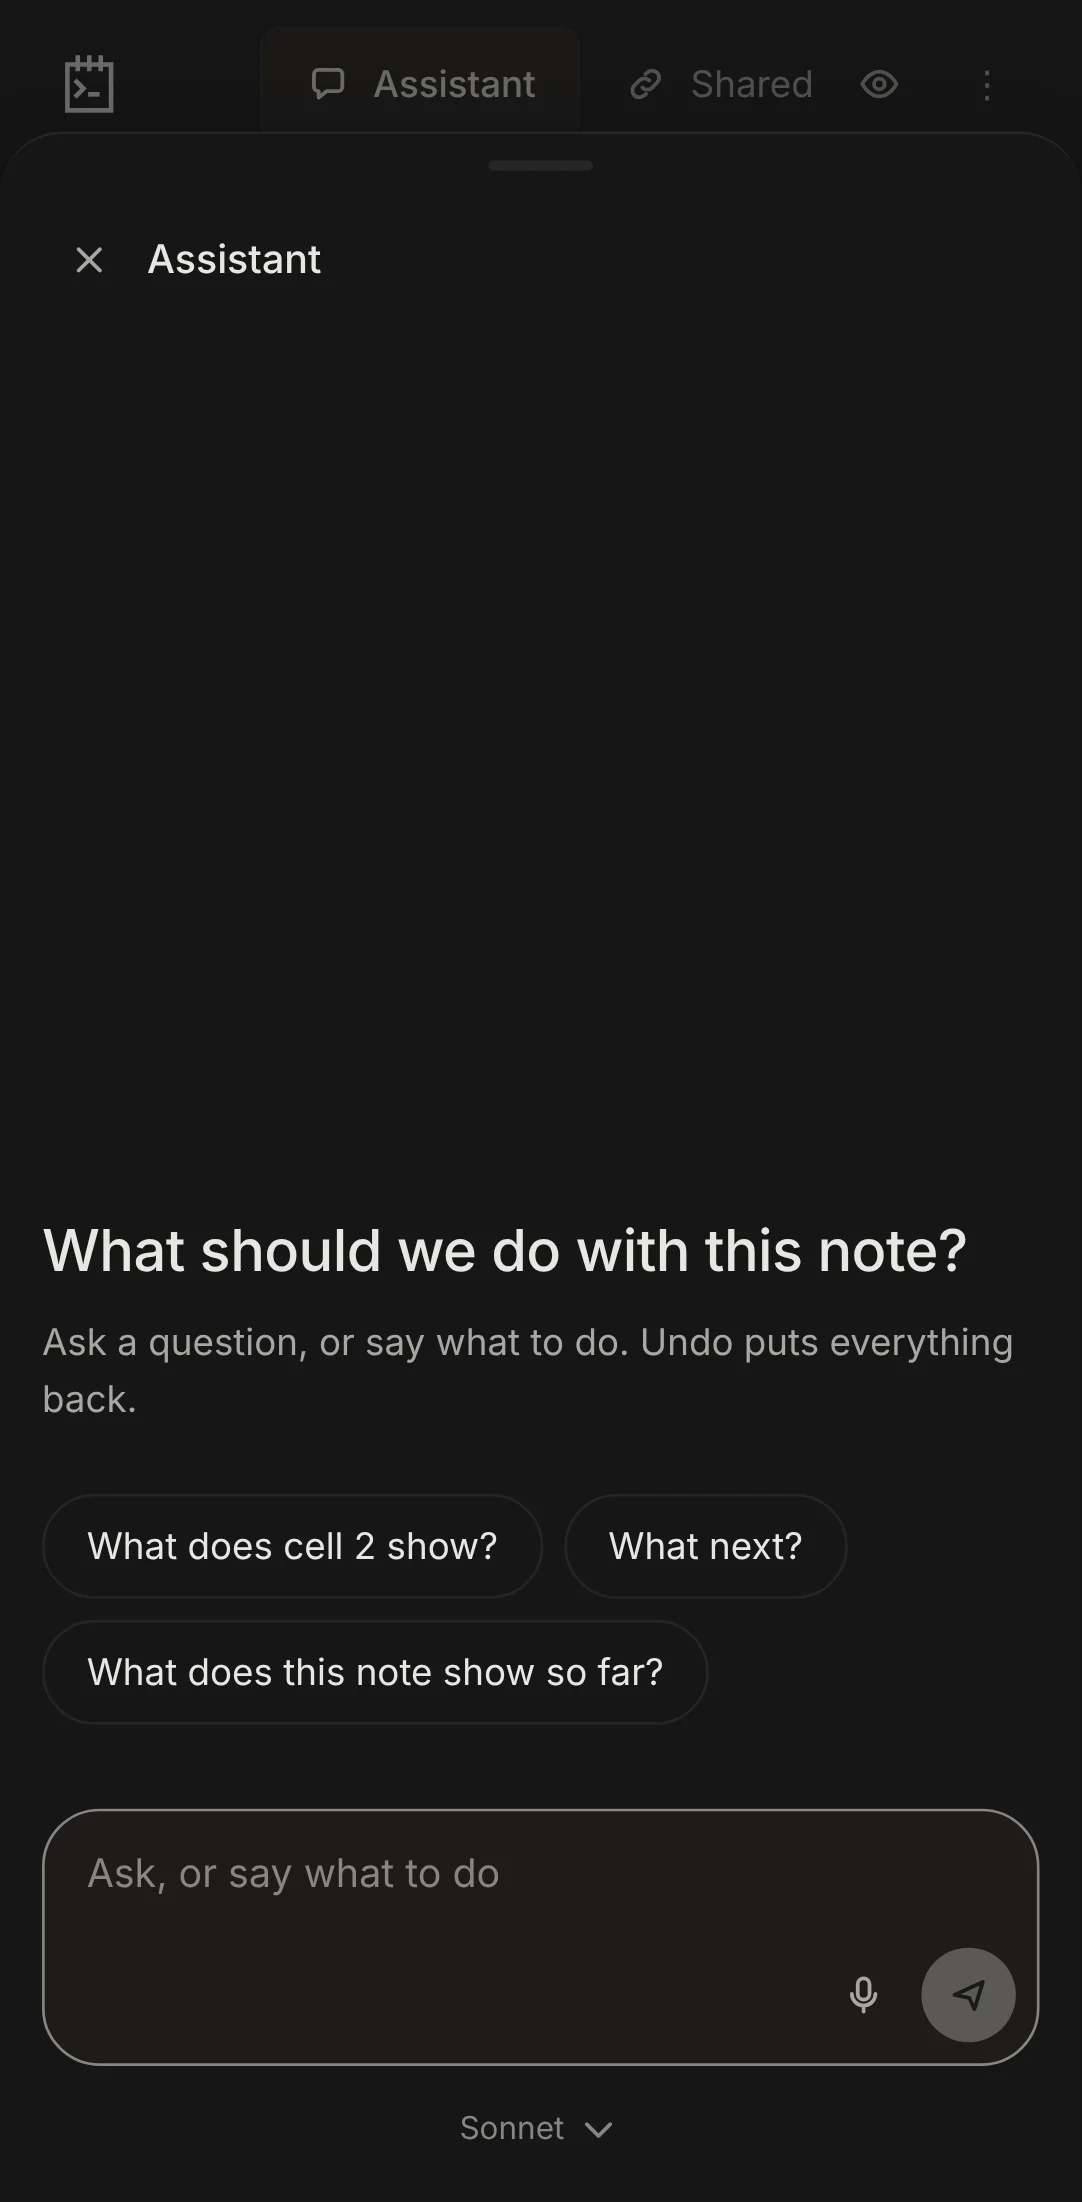 Assistant
Shared
Assistant
What should we do with this note?
Ask a question, or say what to do. Undo puts everything
back.
What does cell 2 show?
What next?
What does this note show so far?
Ask, or say what to do
Sonnet